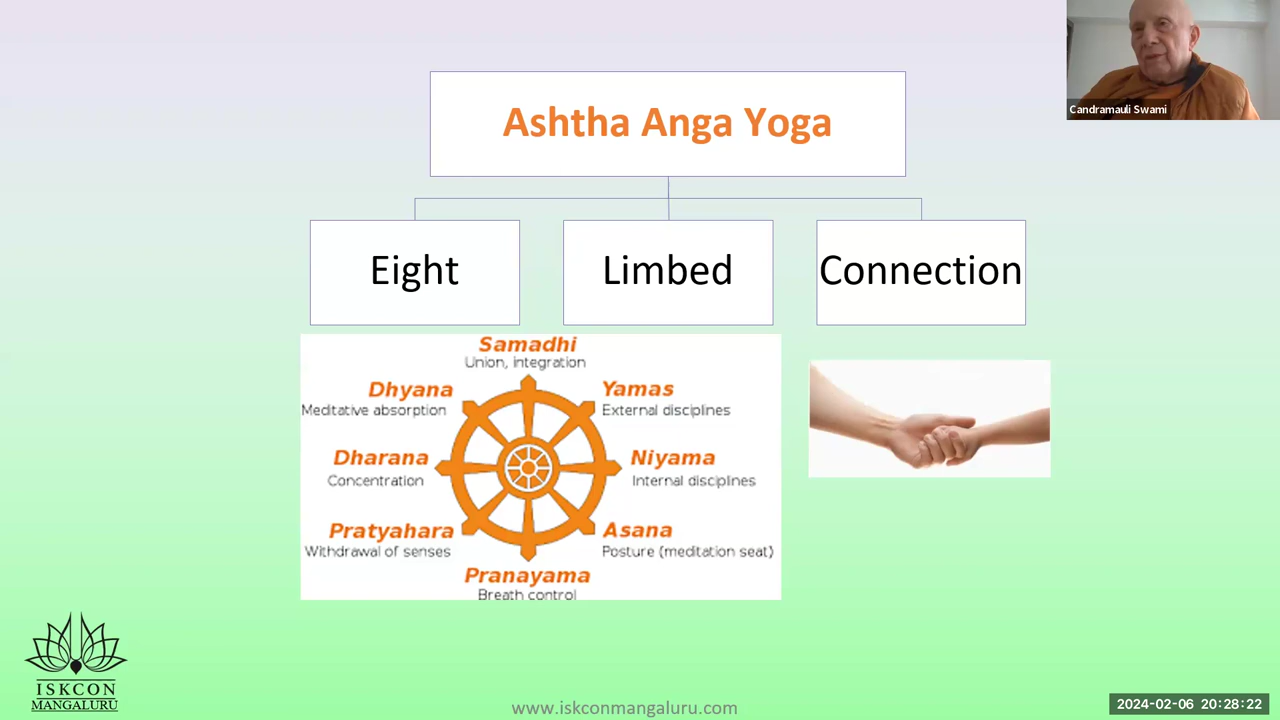 Candramauli Swami
Ashtha Anga Yoga
Eight
Limbed
Connection
Samadhi
Union, integration
Dhyana
Meditative absorption
Yamas
External disciplines
Dharana
Concentration
Niyama
Internal disciplines
Pratyahara
Withdrawal of senses
Asana
Posture (meditation seat)
Pranayama
Breath control
ISKCON
MANGALURU
www.iskconmangaluru.com
2024-02-06 20:28:22